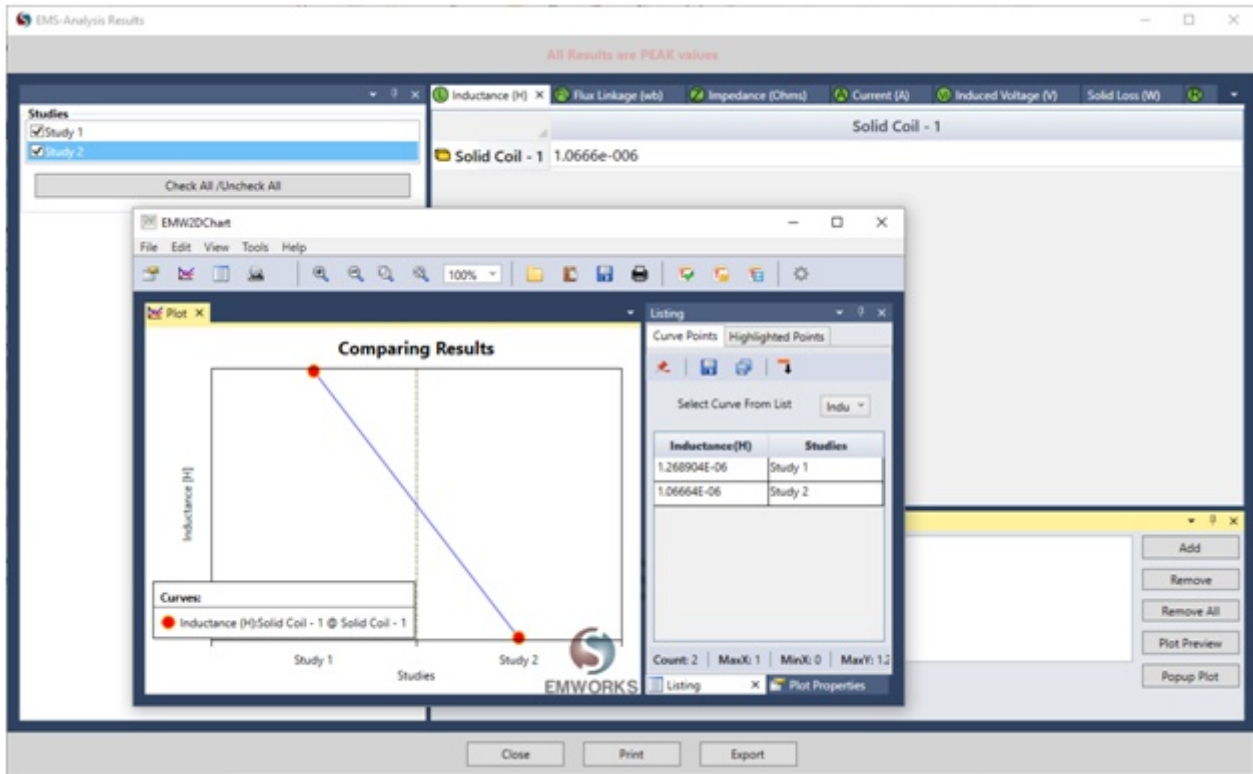 EMS-Analysis Results
All Results are PEAK values
Studies
Study 1
Study 2
Check All /Uncheck All
Inductance (H)
Flux Linkage (wb)
Impedance (Ohms)
Current (A)
Induced Voltage (V)
Solid Loss (W)
Solid Coil - 1
Solid Coil - 1 1.0666e-006
EMW2DChart
File Edit View Tools Help
100%
Plot
Comparing Results
Inductance [H]
Curves:
Inductance (H):Solid Coil - 1 @ Solid Coil - 1
Study 1 Study 2
Studies
EMWORKS
Listing
Curve Points Highlighted Points
Select Curve From List Indu
Inductance(H) Studies
1.268904E-06 Study 1
1.06664E-06 Study 2
Count: 2 MaxX: 1 MinX: 0 MaxY: 1.2
Listing Plot Properties
Add
Remove
Remove All
Plot Preview
Popup Plot
Close Print Export